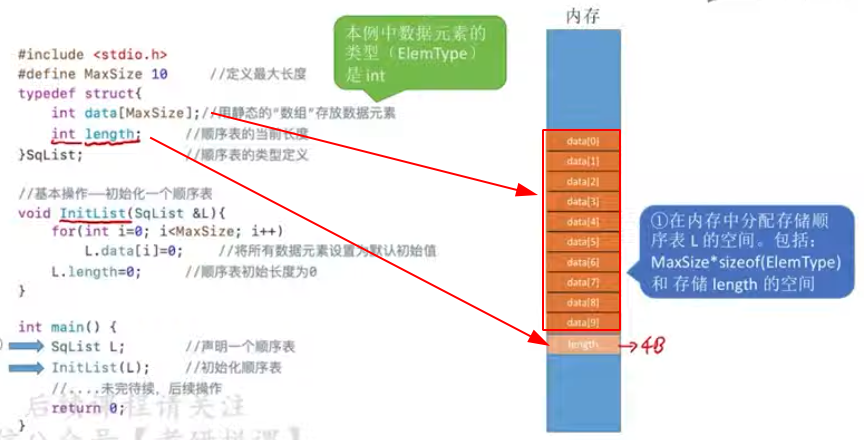 内存
本例中数据元素的
类型（ElemType）
是 int
#include <stdio.h>
#define MaxSize 10 //定义最大长度
typedef struct{
int data[MaxSize];//用静态的"数组"存放数据元素
int length; //顺序表的当前长度
}SqList; //顺序表的类型定义
//基本操作——初始化一个顺序表
void InitList(SqList &L){
for(int i=0; i<MaxSize; i++)
L.data[i]=0; //将所有数据元素设置为默认初始值
L.length=0; //顺序表初始长度为0
}
int main() {
SqList L; //声明一个顺序表
InitList(L); //初始化顺序表
//....未完待续，后续操作
return 0;
}
data[0]
data[1]
data[2]
data[3]
data[4]
data[5]
data[6]
data[7]
data[8]
data[9]
length
4B
①在内存中分配存储顺
序表 L 的空间。包括：
MaxSize*sizeof(ElemType)
和 存储 length 的空间
后续课程请关注